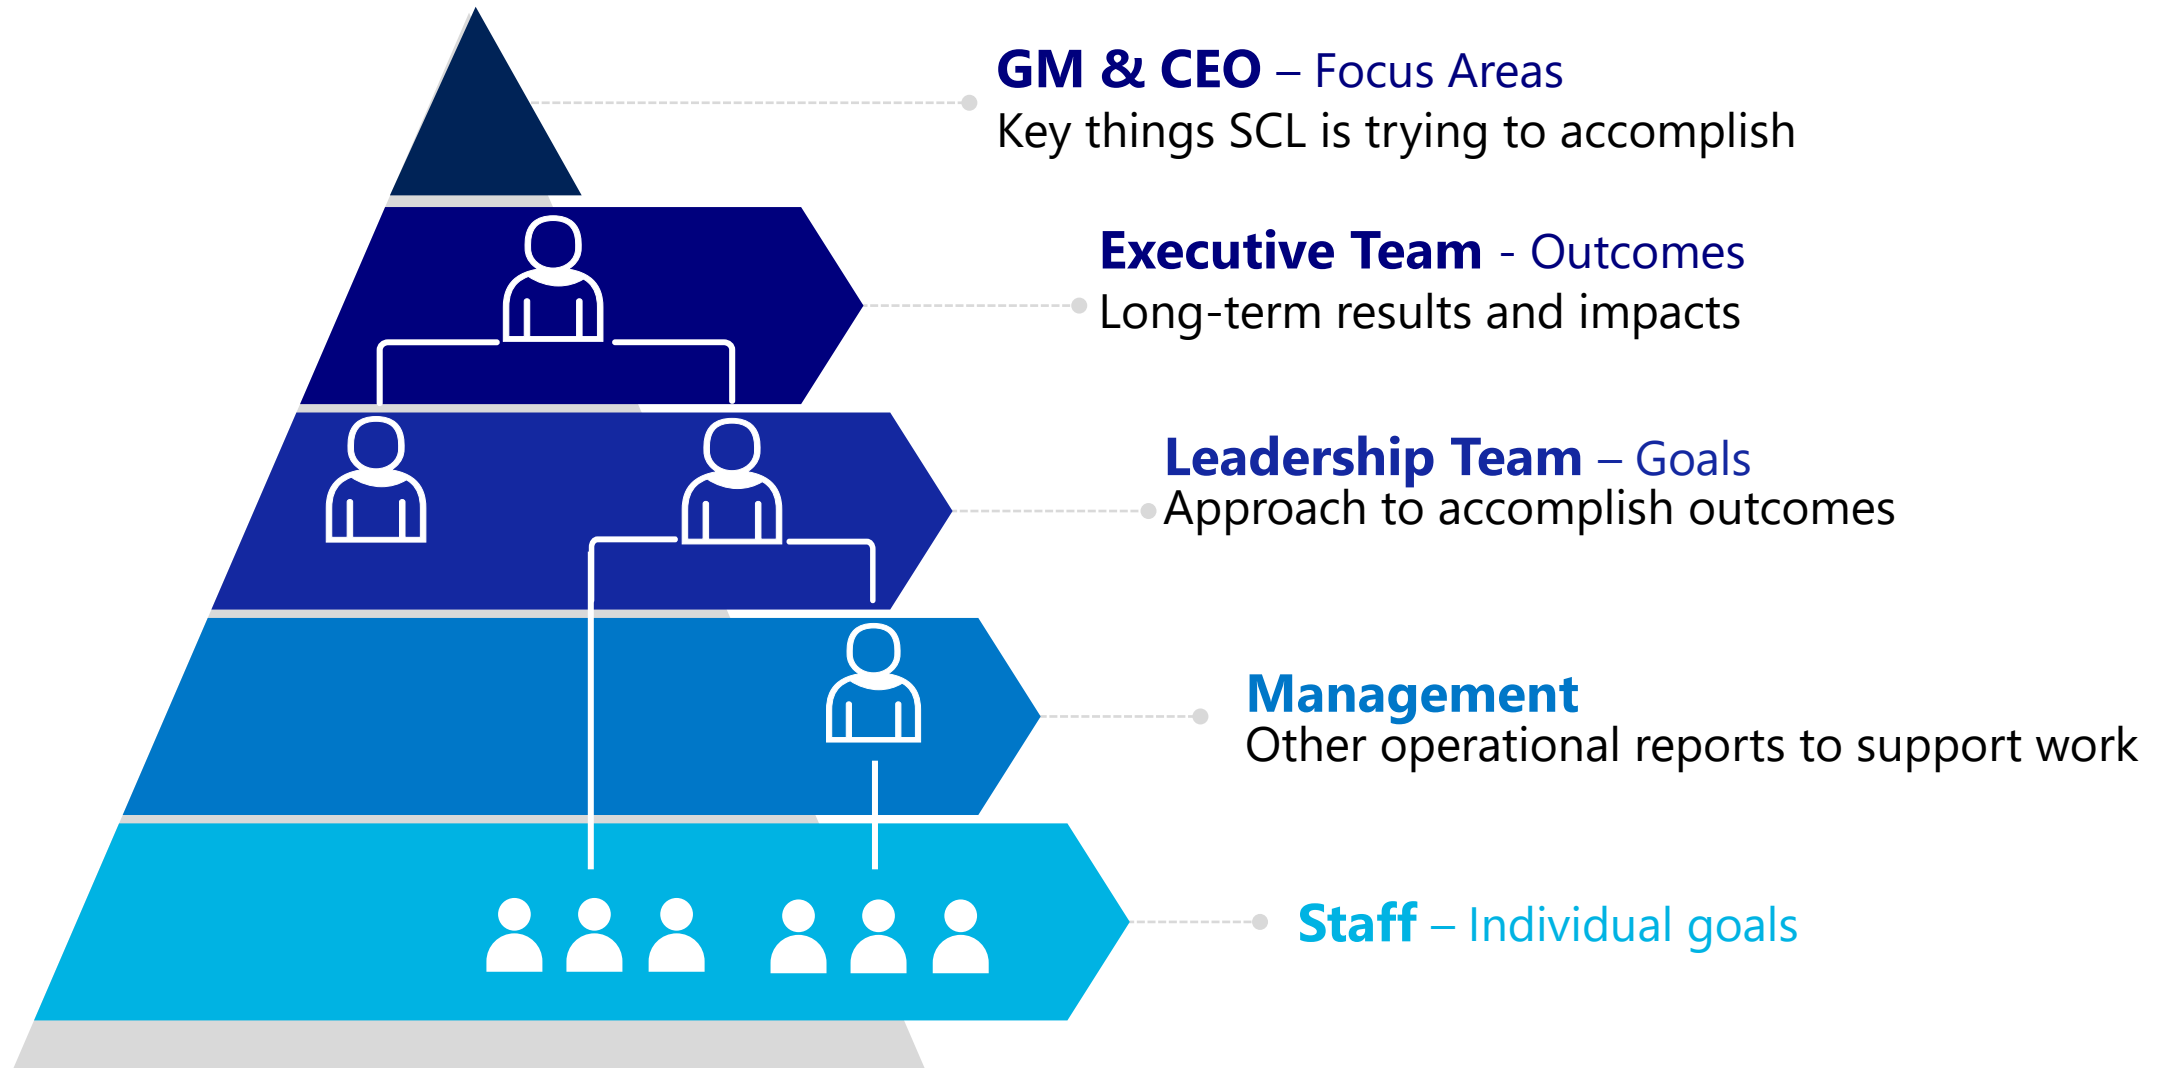 GM & CEO – Focus Areas
Key things SCL is trying to accomplish
Executive Team - Outcomes
Long-term results and impacts
Leadership Team – Goals
Approach to accomplish outcomes
Management
Other operational reports to support work
Staff – Individual goals